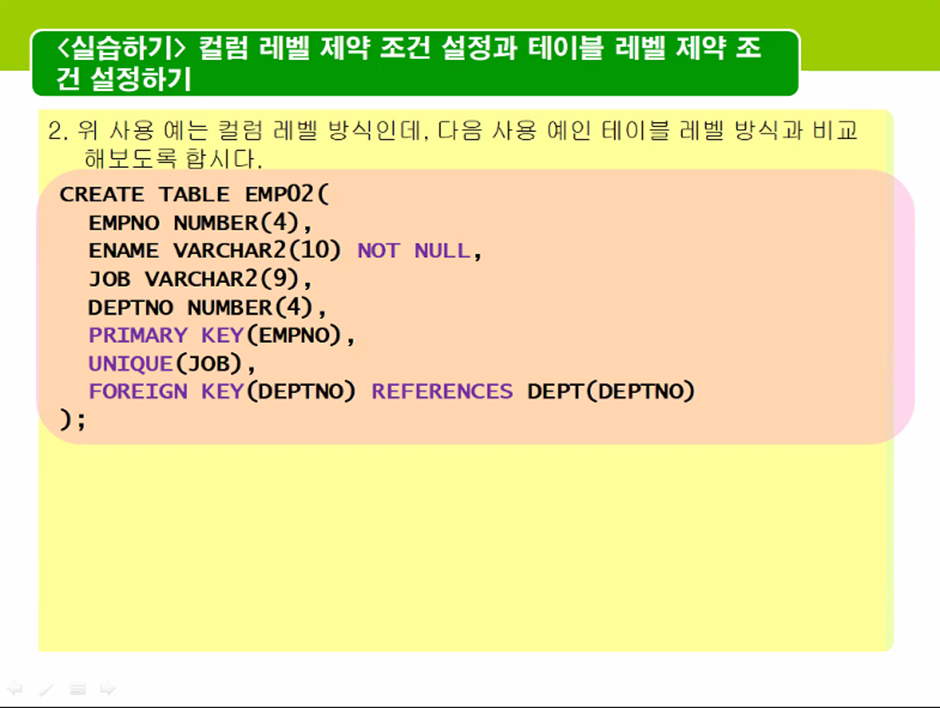 <실습하기> 컬럼 레벨 제약 조건 설정과 테이블 레벨 제약 조
건 설정하기
2. 위 사용 예는 컬럼 레벨 방식인데, 다음 사용 예인 테이블 레벨 방식과 비교
해보도록 합시다.
CREATE TABLE EMP02(
EMPNO NUMBER(4),
ENAME VARCHAR2(10) NOT NULL,
JOB VARCHAR2(9),
DEPTNO NUMBER(4),
PRIMARY KEY(EMPNO),
UNIQUE(JOB),
FOREIGN KEY(DEPTNO) REFERENCES DEPT(DEPTNO)
);